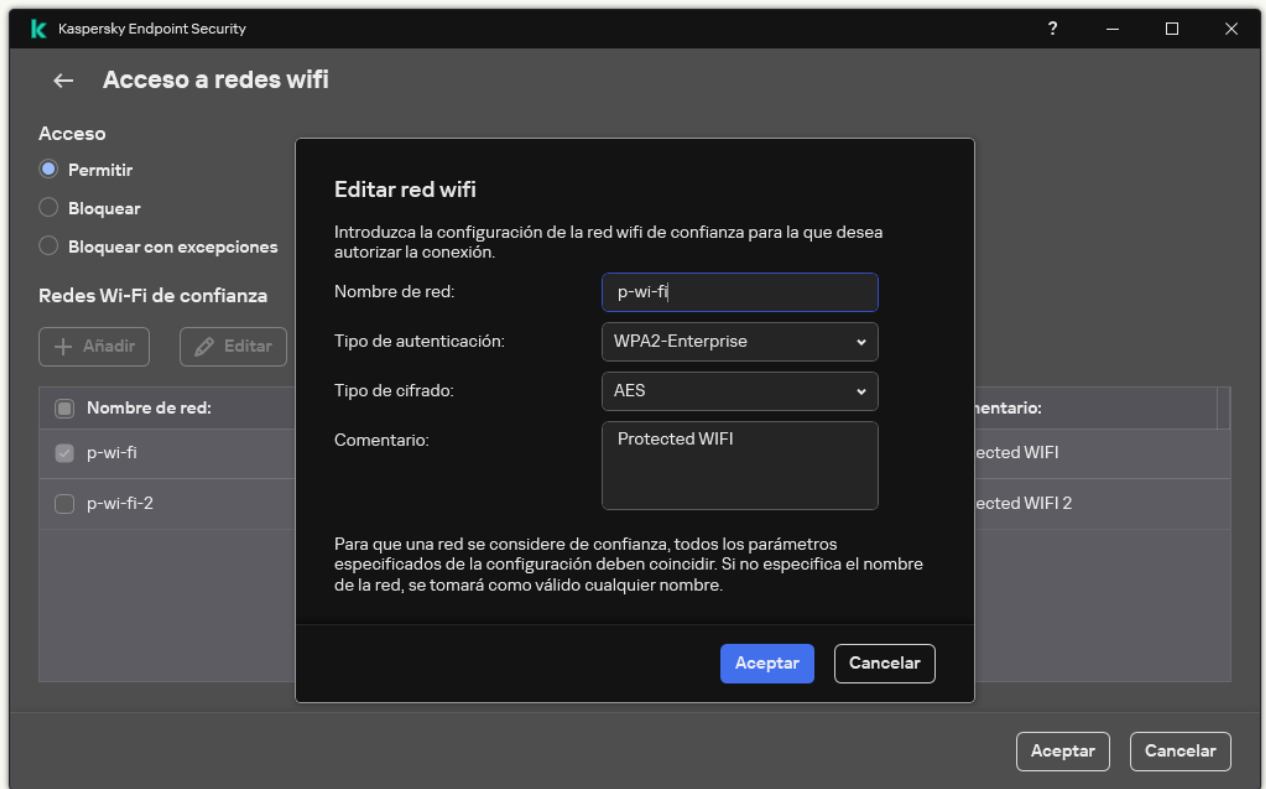 Kaspersky Endpoint Security
?
Acceso a redes wifi
Acceso
Permitir
Bloquear
Bloquear con excepciones
Redes Wi-Fi de confianza
Añadir
Editar
Nombre de red:
p-wi-fi
p-wi-fi-2
Editar red wifi
Introduzca la configuración de la red wifi de confianza para la que desea
autorizar la conexión.
Nombre de red:
p-wi-fi
Tipo de autenticación:
WPA2-Enterprise
Tipo de cifrado:
AES
Comentario:
Protected WIFI
Para que una red se considere de confianza, todos los parámetros
especificados de la configuración deben coincidir. Si no especifica el nombre
de la red, se tomará como válido cualquier nombre.
Aceptar
Cancelar
entario:
ected WIFI
ected WIFI 2
Aceptar
Cancelar